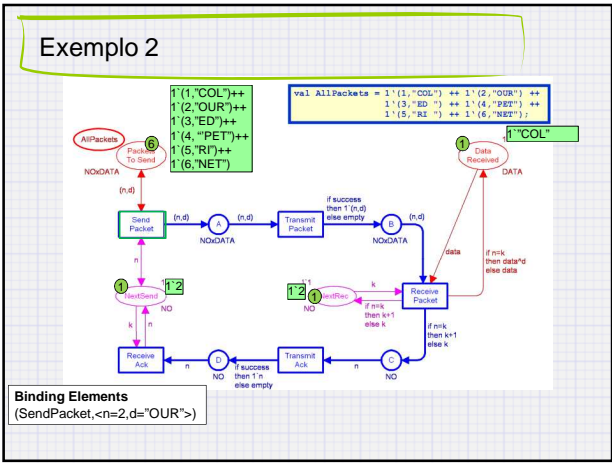 Exemplo 2
1`(1,"COL")++
1`(2,"OUR")++
1`(3,"ED")++
1`(4, "'PET")++
1`(5,"RI")++
1`(6,"NET")
val AllPackets = 1`(1,"COL") ++ 1`(2,"OUR") ++
1`(3,"ED ") ++ 1`(4,"PET") ++
1`(5,"RI ") ++ 1`(6,"NET");
AllPackets
6
Packets
To Send
NOxDATA
1
1`"COL"
Data
Received
DATA
(n,d)
Send
Packet
(n,d)
A
NOxDATA
(n,d)
Transmit
Packet
if success
then 1`(n,d)
else empty
B
NOxDATA
(n,d)
data
if n=k
then data^d
else data
n
1
NextSend
1`2
NO
1`1
1`2
1
NextRec
NO
k
if n=k
then k+1
else k
Receive
Packet
k
n
if n=k
then k+1
else k
Receive
Ack
n
D
NO
if success
then 1`n
else empty
Transmit
Ack
n
C
NO
Binding Elements
(SendPacket,<n=2,d="OUR">)